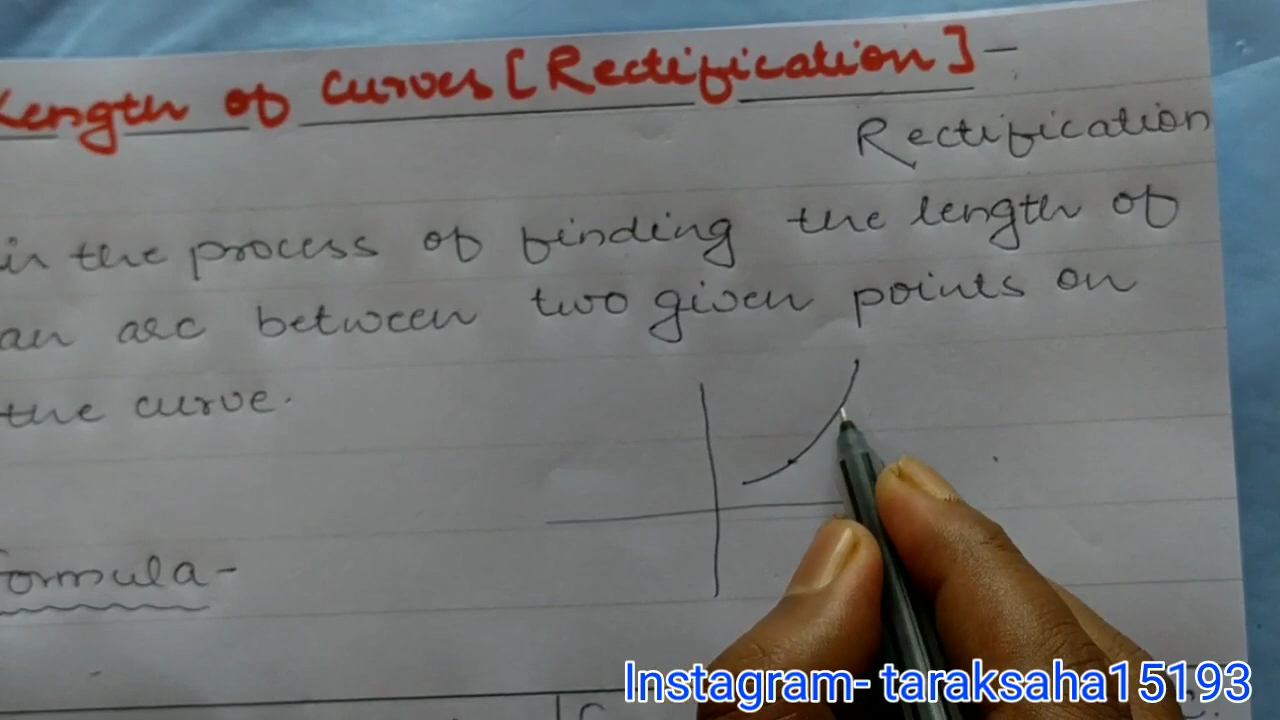 Length of Curves [Rectification] -
Rectification
is the process of finding the length of
an arc between two given points on
the curve.
Formula-
Instagram- taraksaha15193